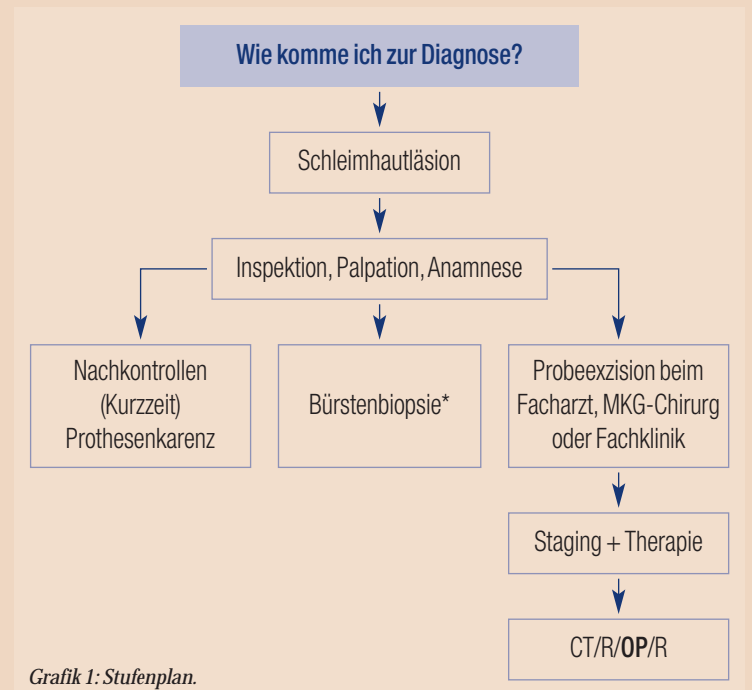 Wie komme ich zur Diagnose?
Schleimhautläsion
Inspektion, Palpation, Anamnese
Nachkontrollen
(Kurzzeit)
Prothesenkarenz
Bürstenbiopsie*
Probeexzision beim
Facharzt, MKG-Chirurg
oder Fachklinik
Staging + Therapie
CT/R/OP/R
Grafik 1: Stufenplan.